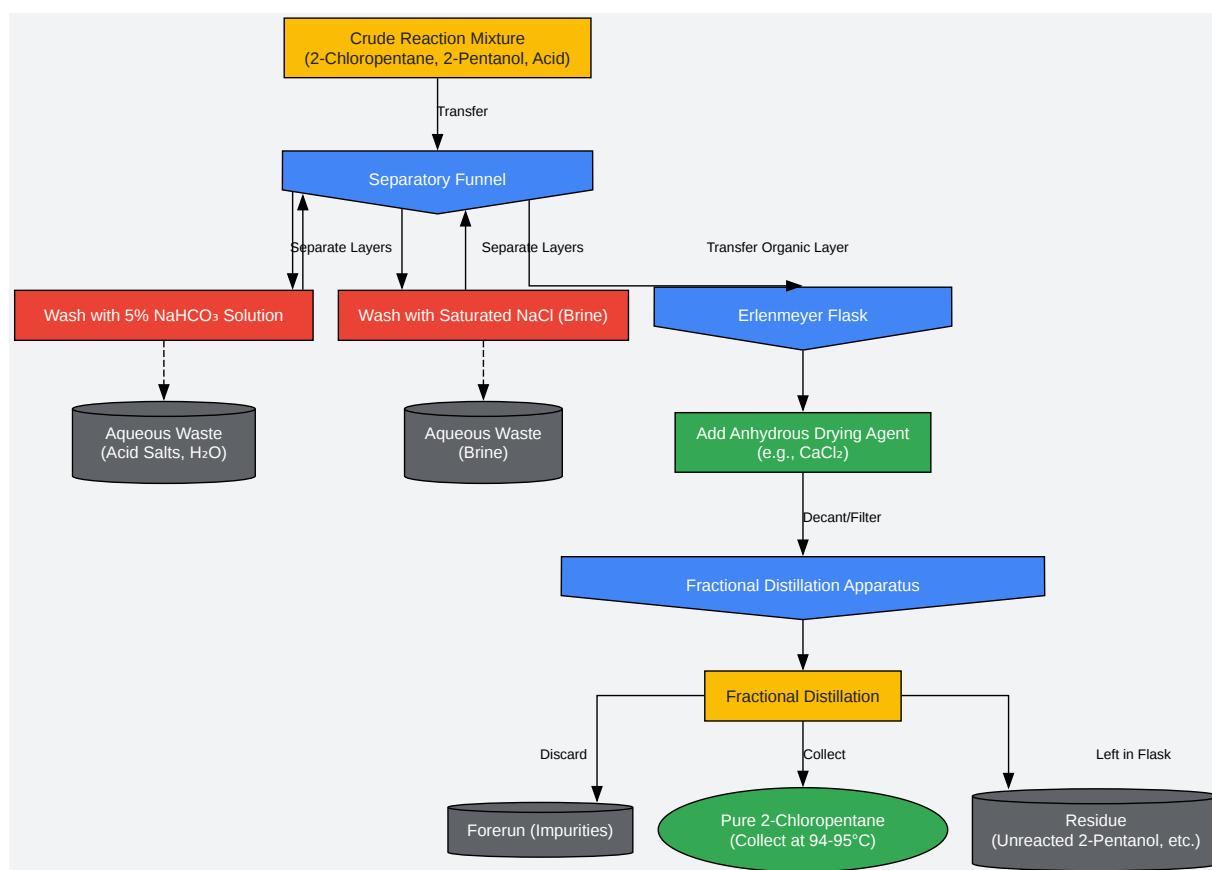 Crude Reaction Mixture
(2-Chloropentane, 2-Pentanol, Acid)
Transfer
Separatory Funnel
Separate Layers
Separate Layers
Transfer Organic Layer
Wash with 5% NaHCO₃ Solution
Wash with Saturated NaCl (Brine)
Erlenmeyer Flask
Aqueous Waste
(Acid Salts, H₂O)
Aqueous Waste
(Brine)
Add Anhydrous Drying Agent
(e.g., CaCl₂)
Decant/Filter
Fractional Distillation Apparatus
Fractional Distillation
Discard
Collect
Left in Flask
Forerun (Impurities)
Pure 2-Chloropentane
(Collect at 94-95°C)
Residue
(Unreacted 2-Pentanol, etc.)